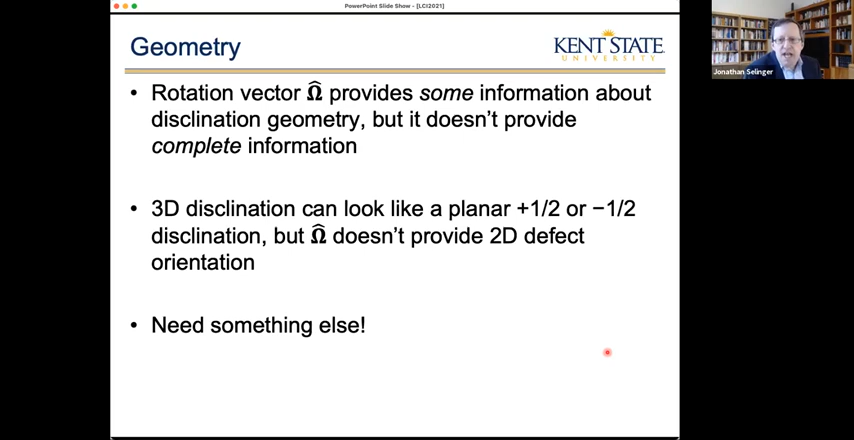 PowerPoint Slide Show - [LCI2021]
Geometry
KENT STATE
UNIVERSITY
• Rotation vector Ω̂ provides some information about
disclination geometry, but it doesn't provide
complete information
• 3D disclination can look like a planar +1/2 or −1/2
disclination, but Ω̂ doesn't provide 2D defect
orientation
• Need something else!
Jonathan Selinger